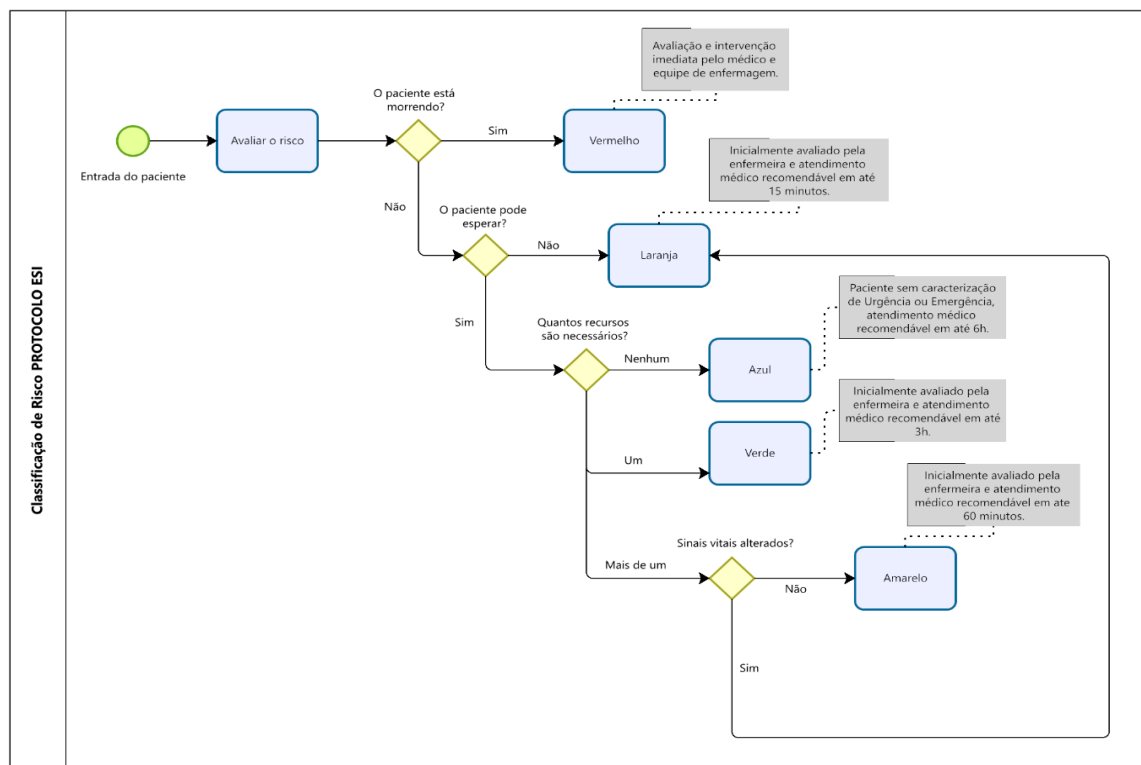 Classificação de Risco PROTOCOLO ESI
Entrada do paciente
Avaliar o risco
O paciente está
morrendo?
Sim
Vermelho
Avaliação e intervenção
imediata pelo médico e
equipe de enfermagem.
Não
O paciente pode
esperar?
Não
Laranja
Inicialmente avaliado pela
enfermeira e atendimento
médico recomendável em até
15 minutos.
Sim
Quantos recursos
são necessários?
Nenhum
Azul
Paciente sem caracterização
de Urgência ou Emergência,
atendimento médico
recomendável em até 6h.
Um
Verde
Inicialmente avaliado pela
enfermeira e atendimento
médico recomendável em até
3h.
Mais de um
Sinais vitais alterados?
Não
Amarelo
Inicialmente avaliado pela
enfermeira e atendimento
médico recomendável em ate
60 minutos.
Sim